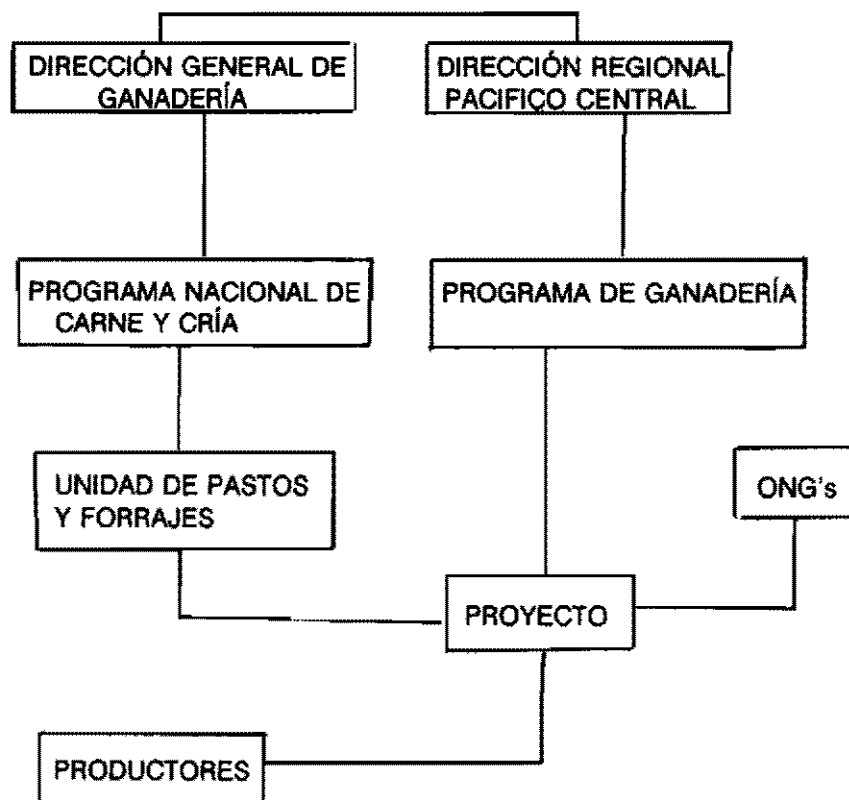 DIRECCIÓN GENERAL DE
GANADERÍA
DIRECCIÓN REGIONAL
PACIFIÇO CENTRAL
PROGRAMA NACIONAL DE
CARNE Y CRÍA
PROGRAMA DE GANADERÍA
UNIDAD DE PASTOS
Y FORRAJES
ONG's
PROYECTO
PRODUCTORES